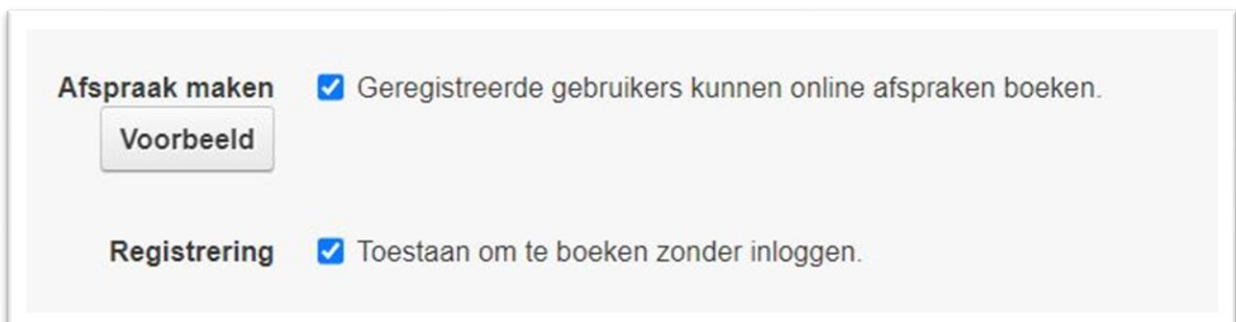 Afspraak maken Geregistreerde gebruikers kunnen online afspraken boeken.
Voorbeeld
Registrering Toestaan om te boeken zonder inloggen.